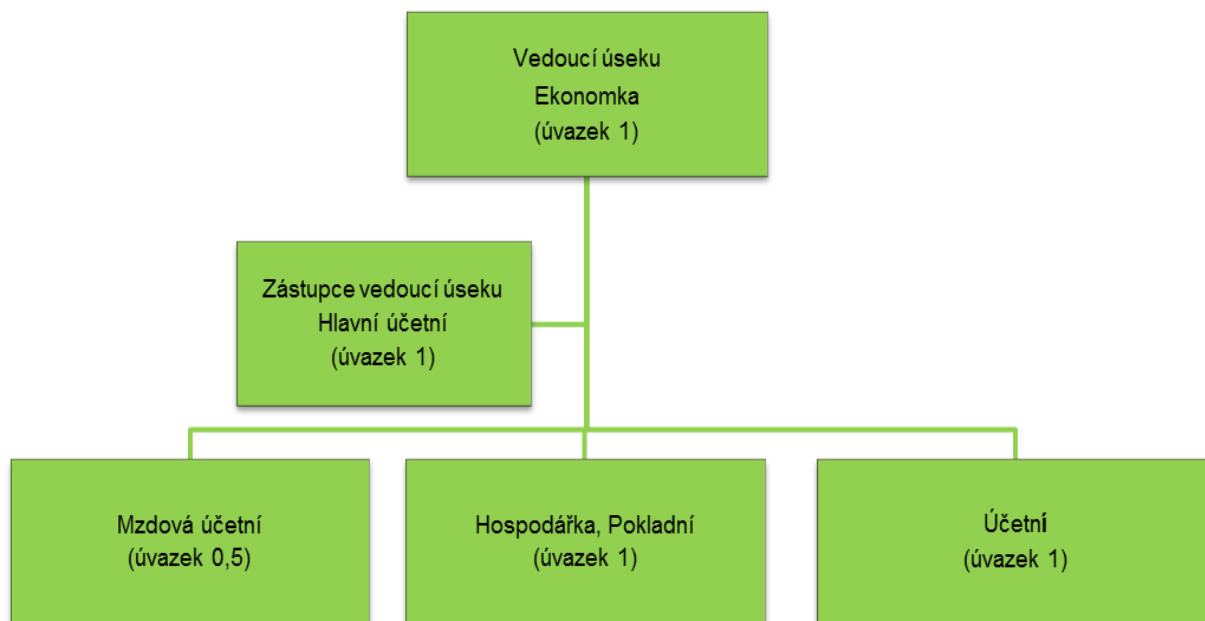 Vedoucí úseku
Ekonomka
(úvazek 1)
Zástupce vedoucí úseku
Hlavní účetní
(úvazek 1)
Mzdová účetní
(úvazek 0,5)
Hospodářka, Pokladní
(úvazek 1)
Účetní
(úvazek 1)